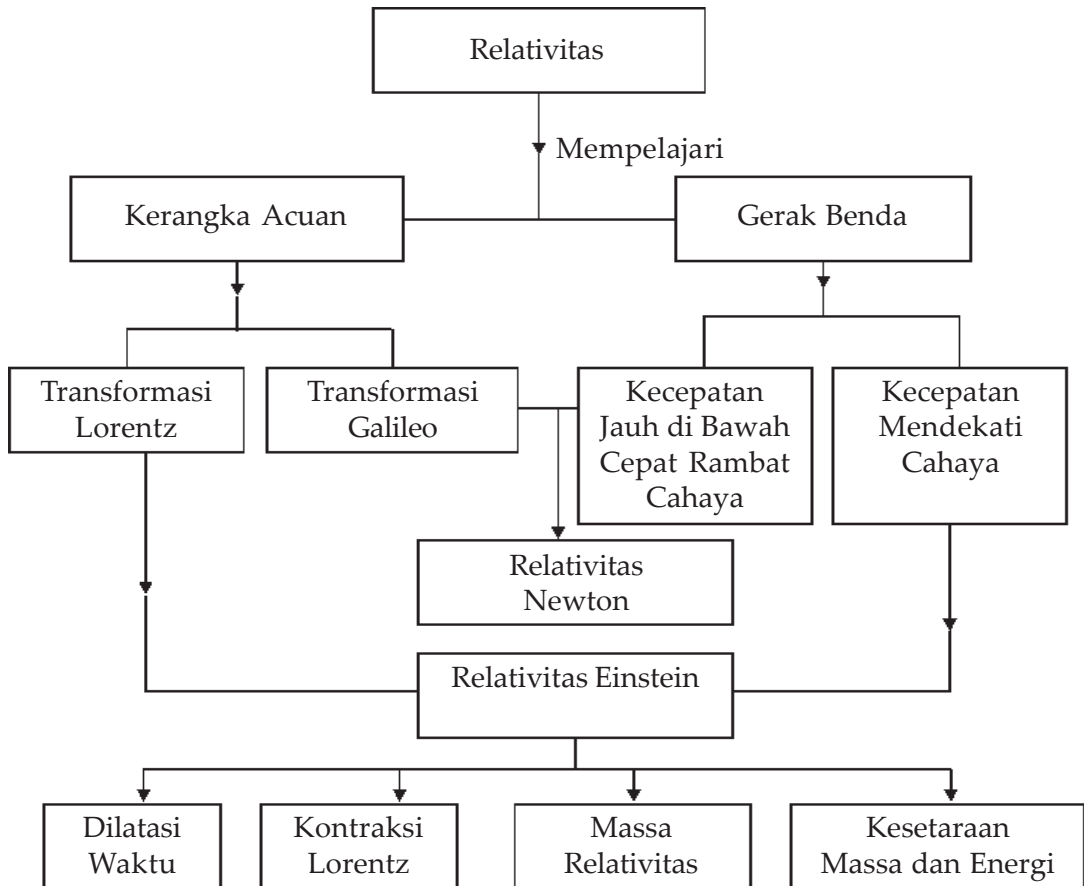 Relativitas
Mempelajari
Kerangka Acuan
Gerak Benda
Transformasi
Lorentz
Transformasi
Galileo
Kecepatan
Jauh di Bawah
Cepat Rambat
Cahaya
Kecepatan
Mendekati
Cahaya
Relativitas
Newton
Relativitas Einstein
Dilatasi
Waktu
Kontraksi
Lorentz
Massa
Relativitas
Kesetaraan
Massa dan Energi